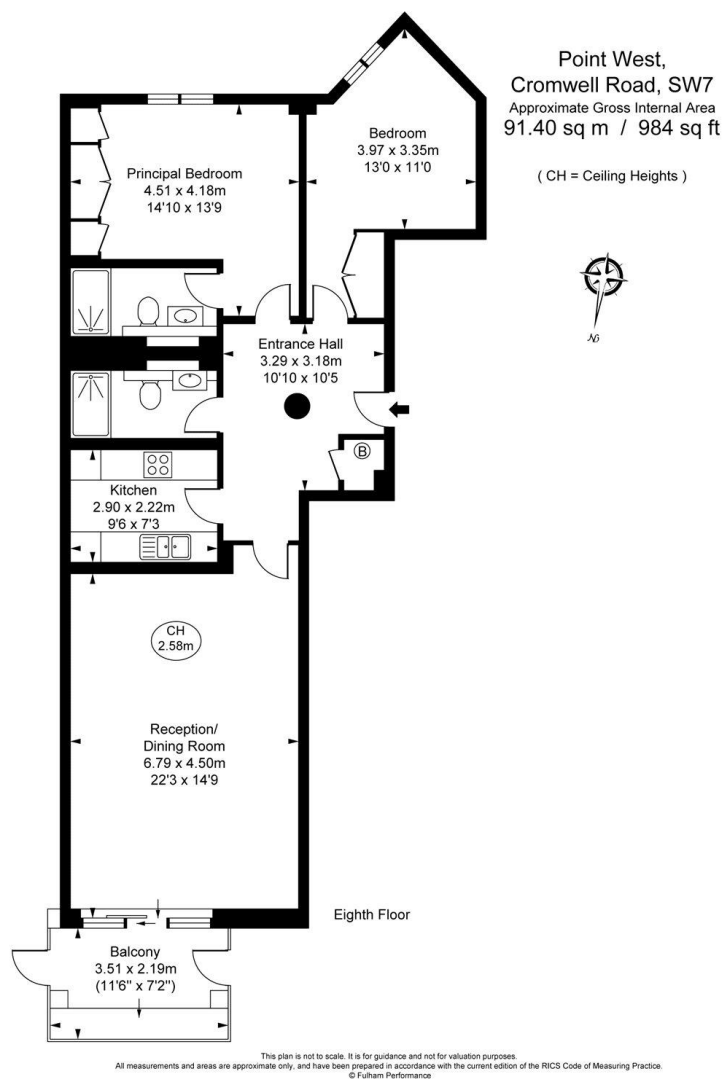 Point West,
Cromwell Road, SW7
Approximate Gross Internal Area
91.40 sq m / 984 sq ft
( CH = Ceiling Heights )
Bedroom
3.97 x 3.35m
13'0 x 11'0
Principal Bedroom
4.51 x 4.18m
14'10 x 13'9
N
Entrance Hall
3.29 x 3.18m
10'10 x 10'5
B
Kitchen
2.90 x 2.22m
9'6 x 7'3
CH
2.58m
Reception/
Dining Room
6.79 x 4.50m
22'3 x 14'9
Eighth Floor
Balcony
3.51 x 2.19m
(11'6" x 7'2")
This plan is not to scale. It is for guidance and not for valuation purposes.
All measurements and areas are approximate only, and have been prepared in accordance with the current edition of the RICS Code of Measuring Practice.
© Fulham Performance